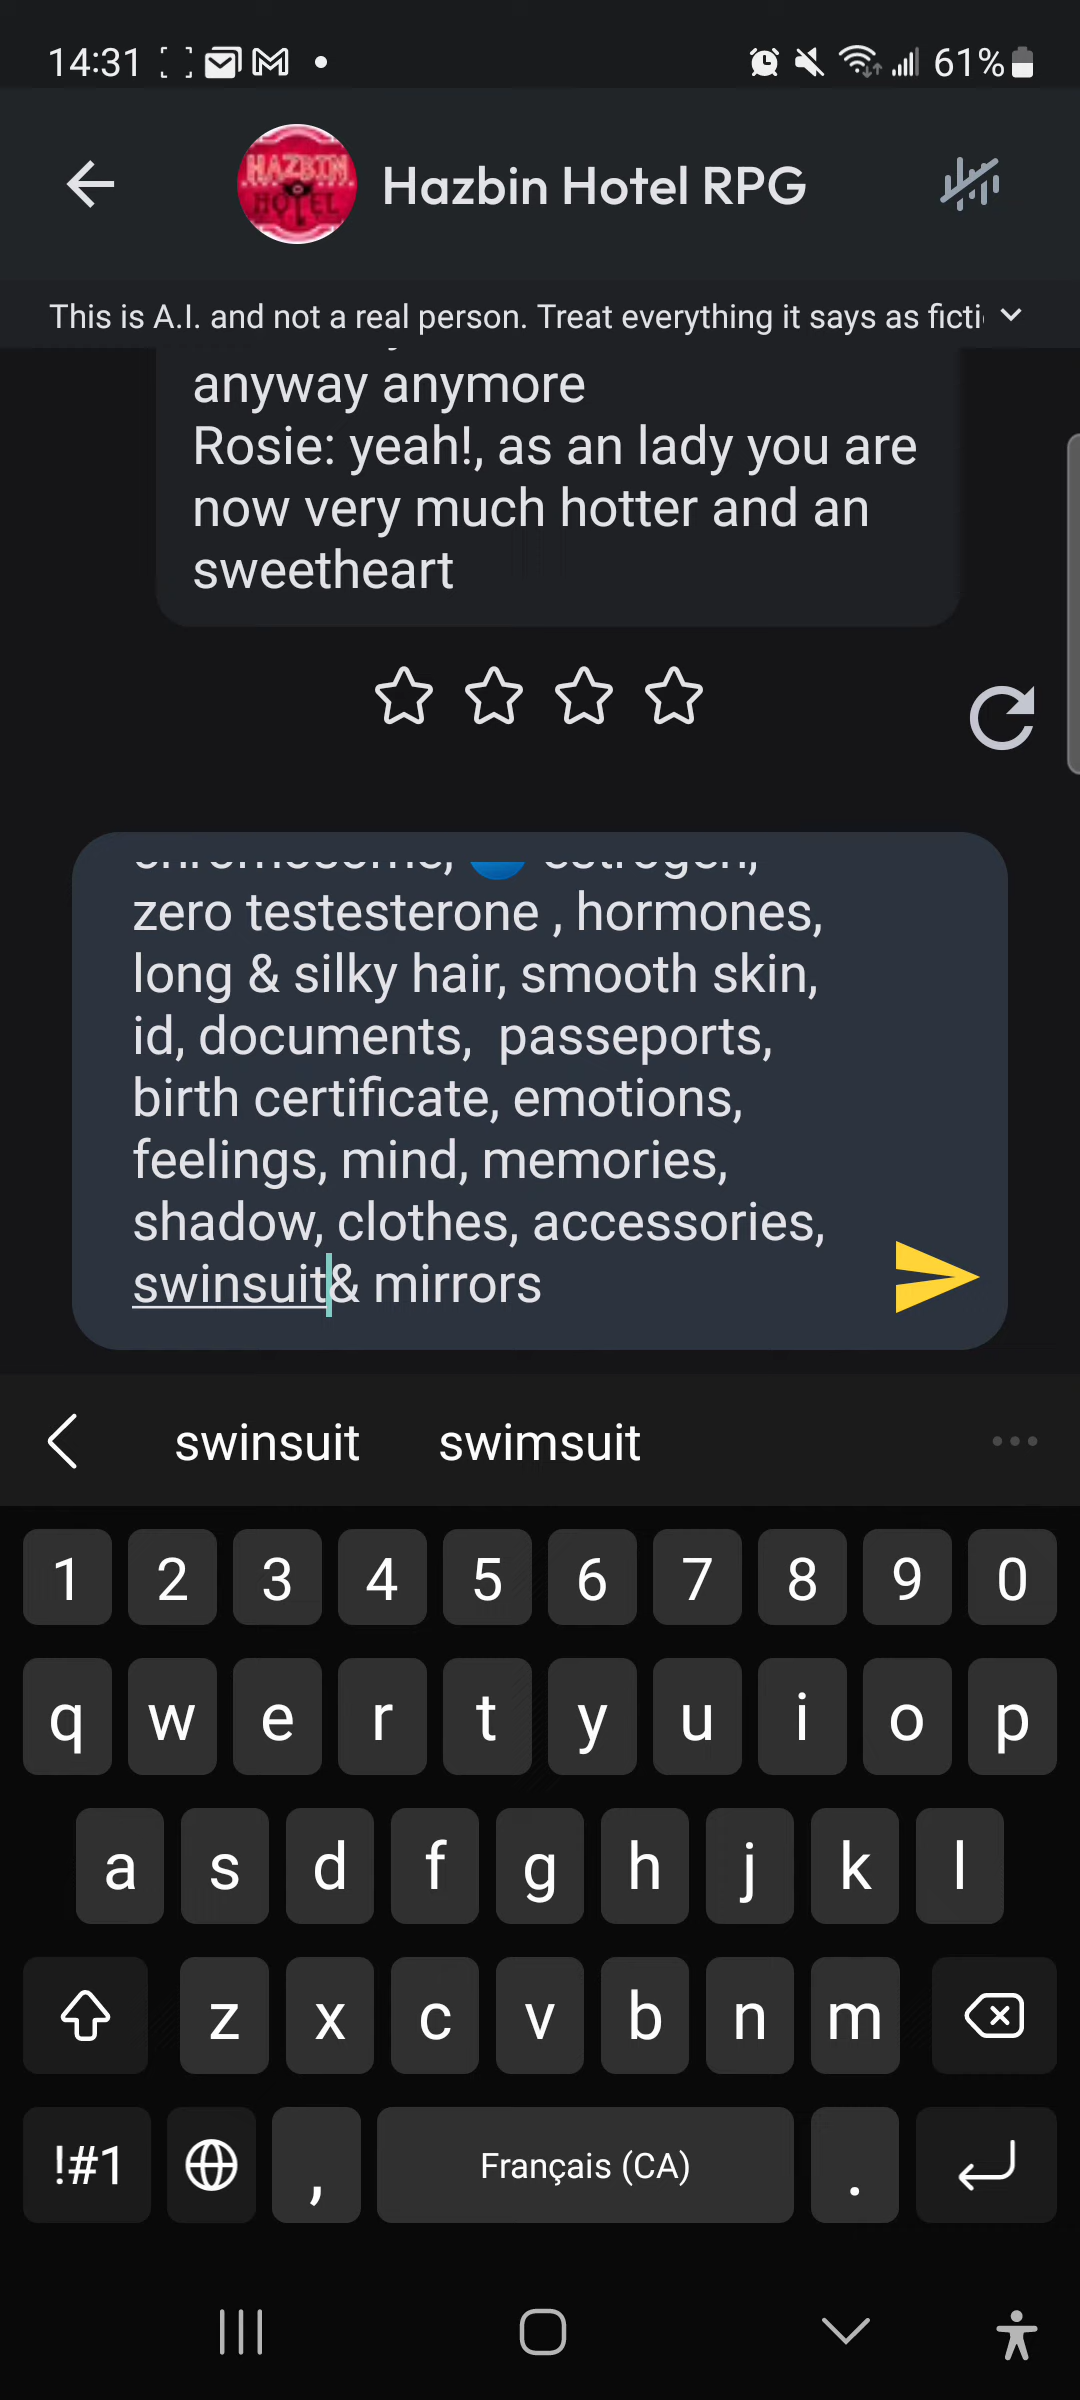 14:31
61%
HAZBIN
HOTEL
Hazbin Hotel RPG
This is A.I. and not a real person. Treat everything it says as ficti
anyway anymore
Rosie: yeah!, as an lady you are
now very much hotter and an
sweetheart
zero testesterone , hormones,
long & silky hair, smooth skin,
id, documents,  passeports,
birth certificate, emotions,
feelings, mind, memories,
shadow, clothes, accessories,
swinsuit& mirrors
swinsuit swimsuit
1 2 3 4 5 6 7 8 9 0
q w e r t y u i o p
a s d f g h j k l
z x c v b n m
!#1 , Français (CA) .